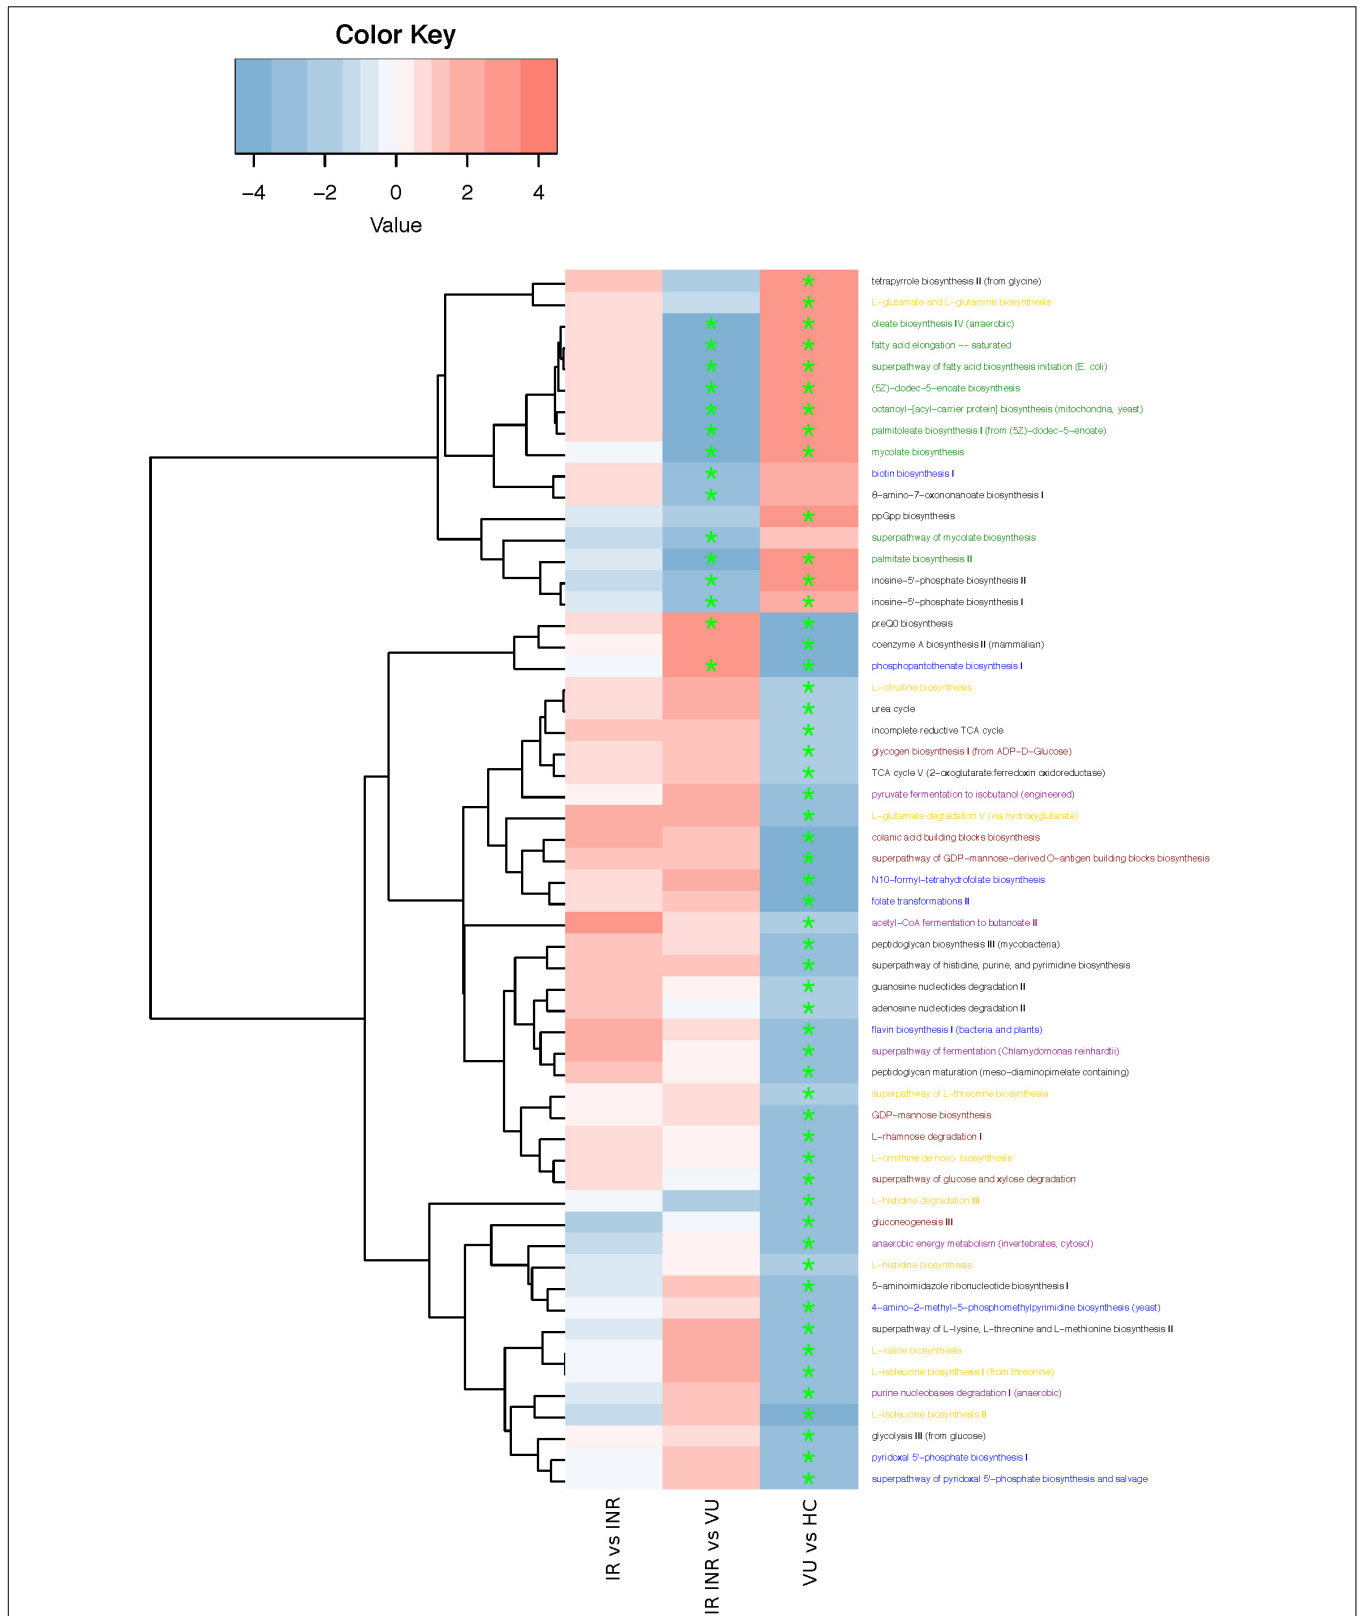 Color Key
−4 −2 0 2 4
Value
tetrapyrrole biosynthesis II (from glycine)
L−glutamate and L−glutamine biosynthesis
oleate biosynthesis IV (anaerobic)
fatty acid elongation −− saturated
superpathway of fatty acid biosynthesis initiation (E. coli)
(5Z)−dodec−5−enoate biosynthesis
octanoyl−[acyl−carrier protein] biosynthesis (mitochondria, yeast)
palmitoleate biosynthesis I (from (5Z)−dodec−5−enoate)
mycolate biosynthesis
biotin biosynthesis I
8−amino−7−oxononanoate biosynthesis I
ppGpp biosynthesis
superpathway of mycolate biosynthesis
palmitate biosynthesis II
inosine−5'−phosphate biosynthesis II
inosine−5'−phosphate biosynthesis I
preQ0 biosynthesis
coenzyme A biosynthesis II (mammalian)
phosphopantothenate biosynthesis I
L−citrulline biosynthesis
urea cycle
incomplete reductive TCA cycle
glycogen biosynthesis I (from ADP−D−Glucose)
TCA cycle V (2−oxoglutarate:ferredoxin oxidoreductase)
pyruvate fermentation to isobutanol (engineered)
L−glutamate degradation V (via hydroxyglutarate)
colanic acid building blocks biosynthesis
superpathway of GDP−mannose−derived O−antigen building blocks biosynthesis
N10−formyl−tetrahydrofolate biosynthesis
folate transformations II
acetyl−CoA fermentation to butanoate II
peptidoglycan biosynthesis III (mycobacteria)
superpathway of histidine, purine, and pyrimidine biosynthesis
guanosine nucleotides degradation II
adenosine nucleotides degradation II
flavin biosynthesis I (bacteria and plants)
superpathway of fermentation (Chlamydomonas reinhardtii)
peptidoglycan maturation (meso−diaminopimelate containing)
superpathway of L−threonine biosynthesis
GDP−mannose biosynthesis
L−rhamnose degradation I
L−ornithine de novo biosynthesis
superpathway of glucose and xylose degradation
L−histidine degradation III
gluconeogenesis III
anaerobic energy metabolism (invertebrates, cytosol)
L−histidine biosynthesis
5−aminoimidazole ribonucleotide biosynthesis I
4−amino−2−methyl−5−phosphomethylpyrimidine biosynthesis (yeast)
superpathway of L−lysine, L−threonine and L−methionine biosynthesis II
L−valine biosynthesis
L−isoleucine biosynthesis I (from threonine)
purine nucleobases degradation I (anaerobic)
L−isoleucine biosynthesis II
glycolysis III (from glucose)
pyridoxal 5'−phosphate biosynthesis I
superpathway of pyridoxal 5'−phosphate biosynthesis and salvage
IR vs INR
IR INR vs VU
VU vs HC